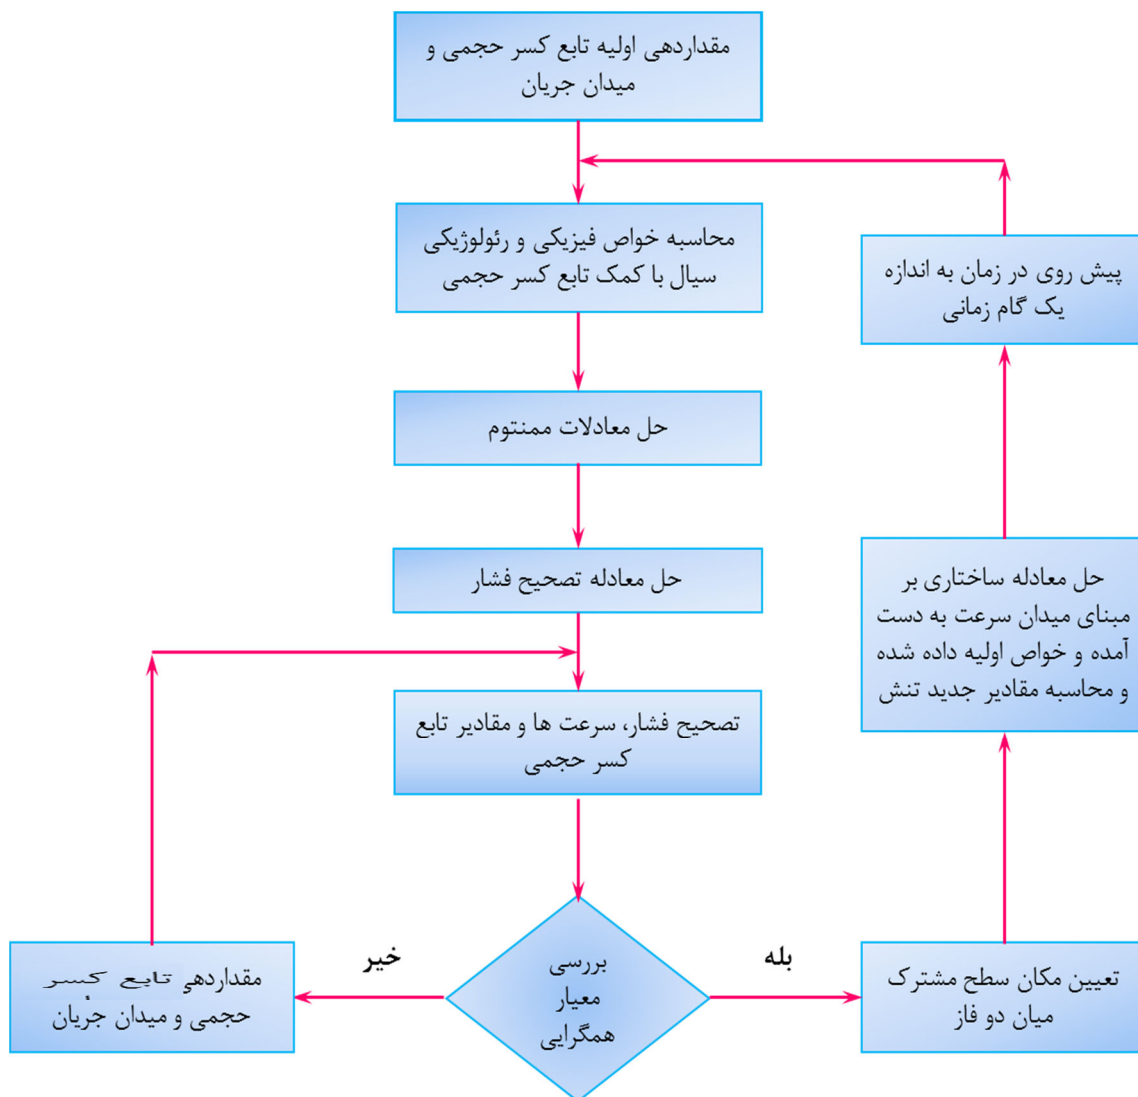 مقداردهی اولیه تابع کسر حجمی و
میدان جریان
محاسبه خواص فیزیکی و رئولوژیکی
سیال با کمک تابع کسر حجمی
حل معادلات ممنتوم
حل معادله تصحیح فشار
تصحیح فشار، سرعت ها و مقادیر تابع
کسر حجمی
بررسی
معیار
همگرایی
خیر
مقداردهی تابع کسر
حجمی و میدان جریان
بله
تعیین مکان سطح مشترک
میان دو فاز
حل معادله ساختاری بر
مبنای میدان سرعت به دست
آمده و خواص اولیه داده شده
و محاسبه مقادیر جدید تنش
پیش روی در زمان به اندازه
یک گام زمانی